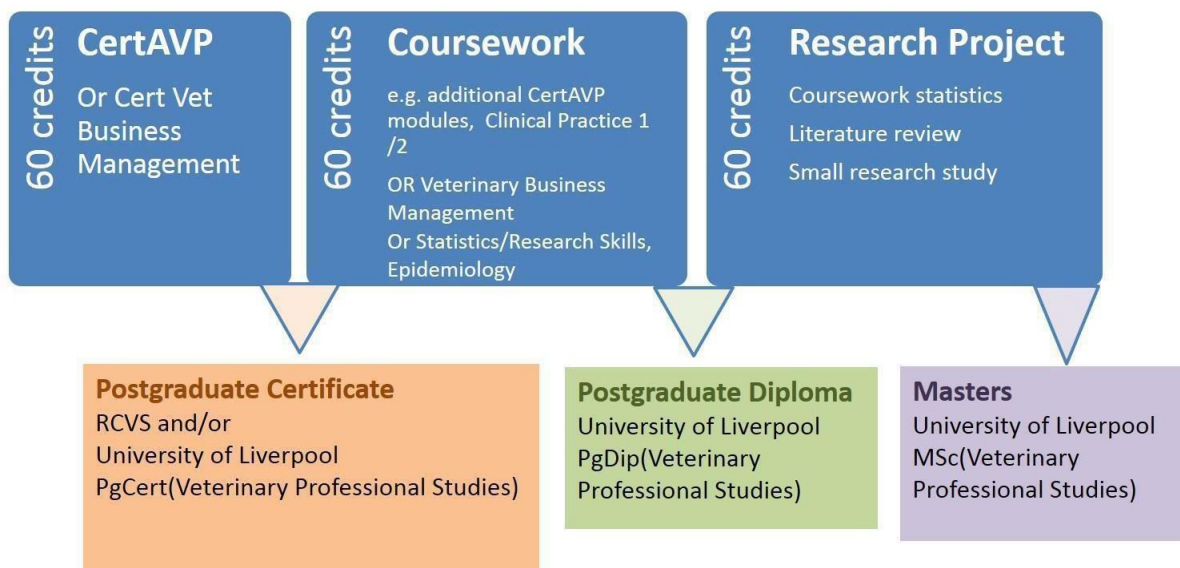 60 credits
CertAVP
Or Cert Vet
Business
Management
60 credits
Coursework
e.g. additional CertAVP
modules,  Clinical Practice 1
/2
OR Veterinary Business
Management
Or Statistics/Research Skills,
Epidemiology
60 credits
Research Project
Coursework statistics
Literature review
Small research study
Postgraduate Certificate
RCVS and/or
University of Liverpool
PgCert(Veterinary Professional Studies)
Postgraduate Diploma
University of Liverpool
PgDip(Veterinary
Professional Studies)
Masters
University of Liverpool
MSc(Veterinary
Professional Studies)